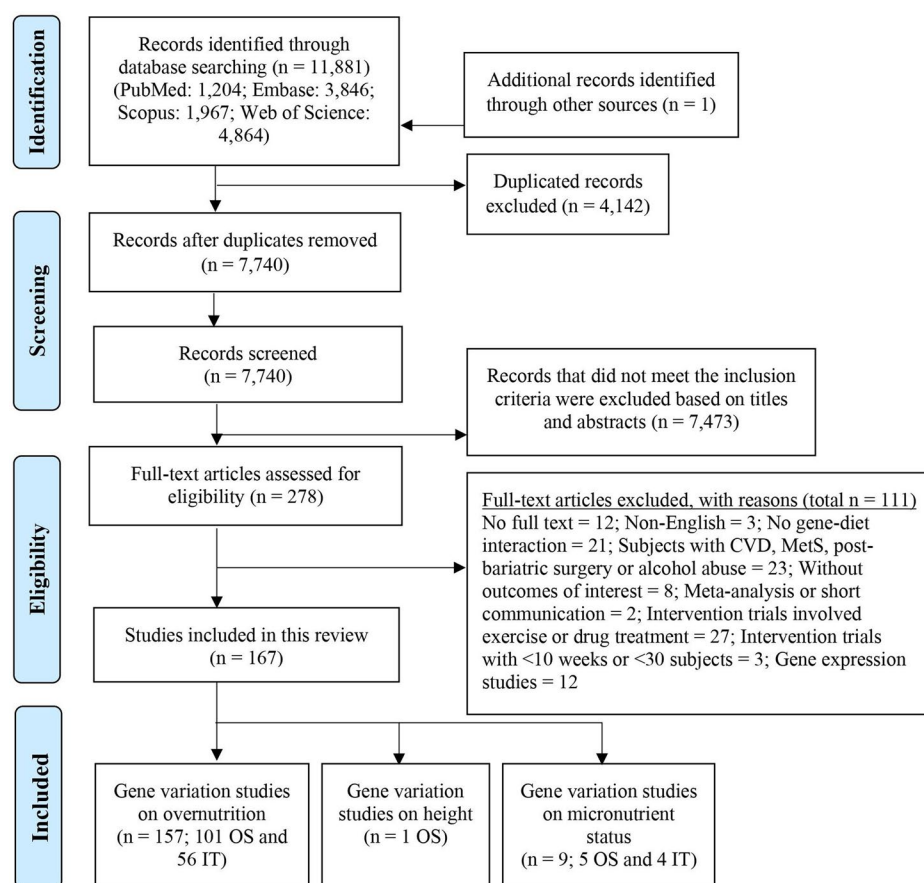 Identification
Records identified through
database searching (n = 11,881)
(PubMed: 1,204; Embase: 3,846;
Scopus: 1,967; Web of Science:
4,864)
Additional records identified
through other sources (n = 1)
Duplicated records
excluded (n = 4,142)
Screening
Records after duplicates removed
(n = 7,740)
Records screened
(n = 7,740)
Records that did not meet the inclusion
criteria were excluded based on titles
and abstracts (n = 7,473)
Eligibility
Full-text articles assessed for
eligibility (n = 278)
Full-text articles excluded, with reasons (total n = 111)
No full text = 12; Non-English = 3; No gene-diet
interaction = 21; Subjects with CVD, MetS, post-
bariatric surgery or alcohol abuse = 23; Without
outcomes of interest = 8; Meta-analysis or short
communication = 2; Intervention trials involved
exercise or drug treatment = 27; Intervention trials
with <10 weeks or <30 subjects = 3; Gene expression
studies = 12
Studies included in this review
(n = 167)
Included
Gene variation studies
on overnutrition
(n = 157; 101 OS and
56 IT)
Gene variation
studies on height
(n = 1 OS)
Gene variation studies
on micronutrient
status
(n = 9; 5 OS and 4 IT)